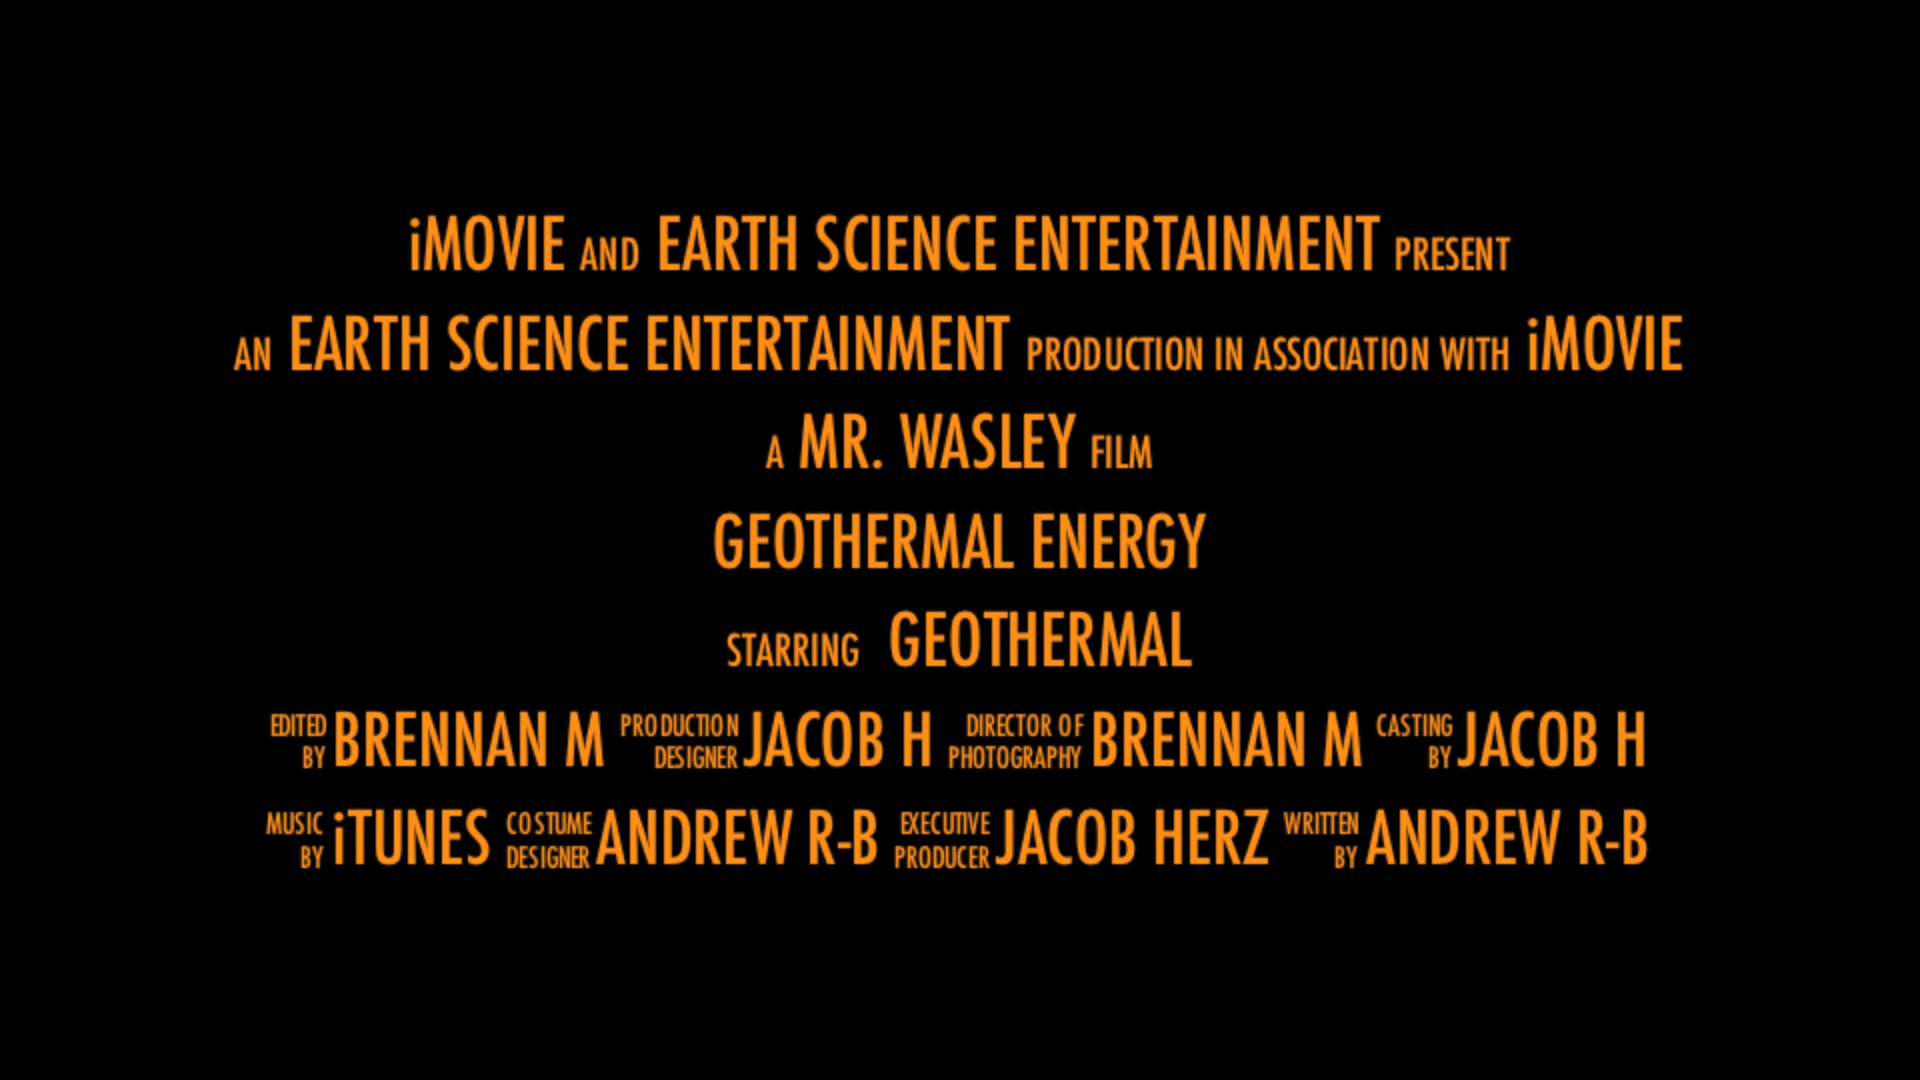 iMOVIE AND EARTH SCIENCE ENTERTAINMENT PRESENT
AN EARTH SCIENCE ENTERTAINMENT PRODUCTION IN ASSOCIATION WITH iMOVIE
A MR. WASLEY FILM
GEOTHERMAL ENERGY
STARRING GEOTHERMAL
EDITED BY BRENNAN M PRODUCTION DESIGNER JACOB H DIRECTOR OF PHOTOGRAPHY BRENNAN M CASTING BY JACOB H
MUSIC BY iTUNES COSTUME DESIGNER ANDREW R-B EXECUTIVE PRODUCER JACOB HERZ WRITTEN BY ANDREW R-B